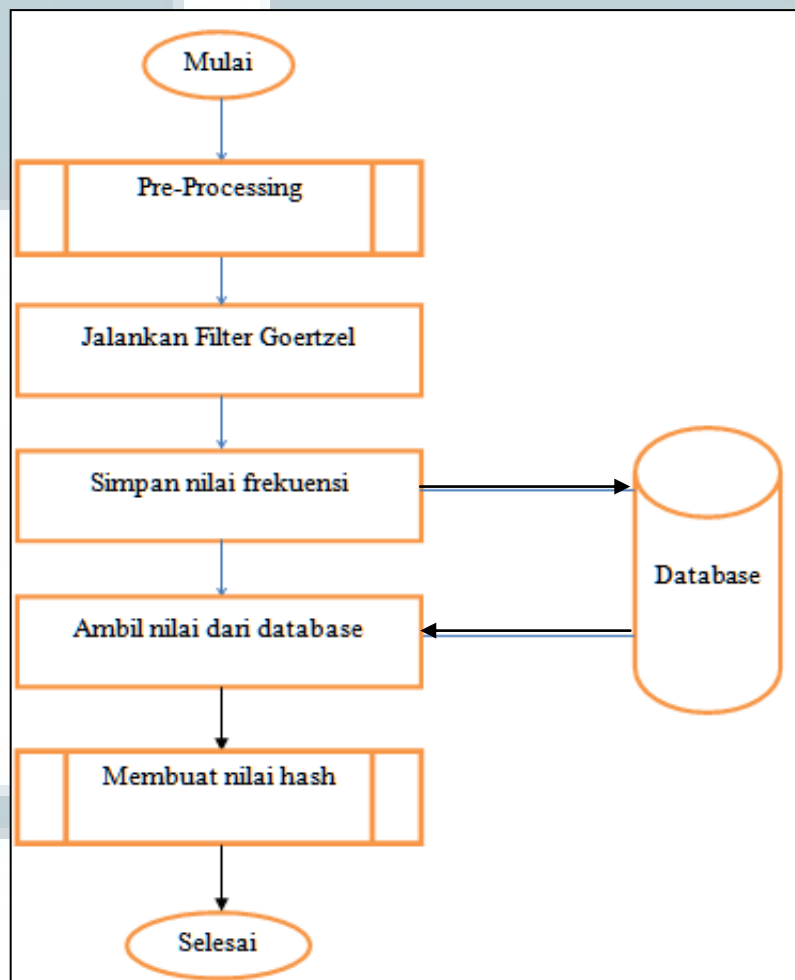 Mulai
Pre-Processing
Jalankan Filter Goertzel
Simpan nilai frekuensi
Database
Ambil nilai dari database
Membuat nilai hash
Selesai